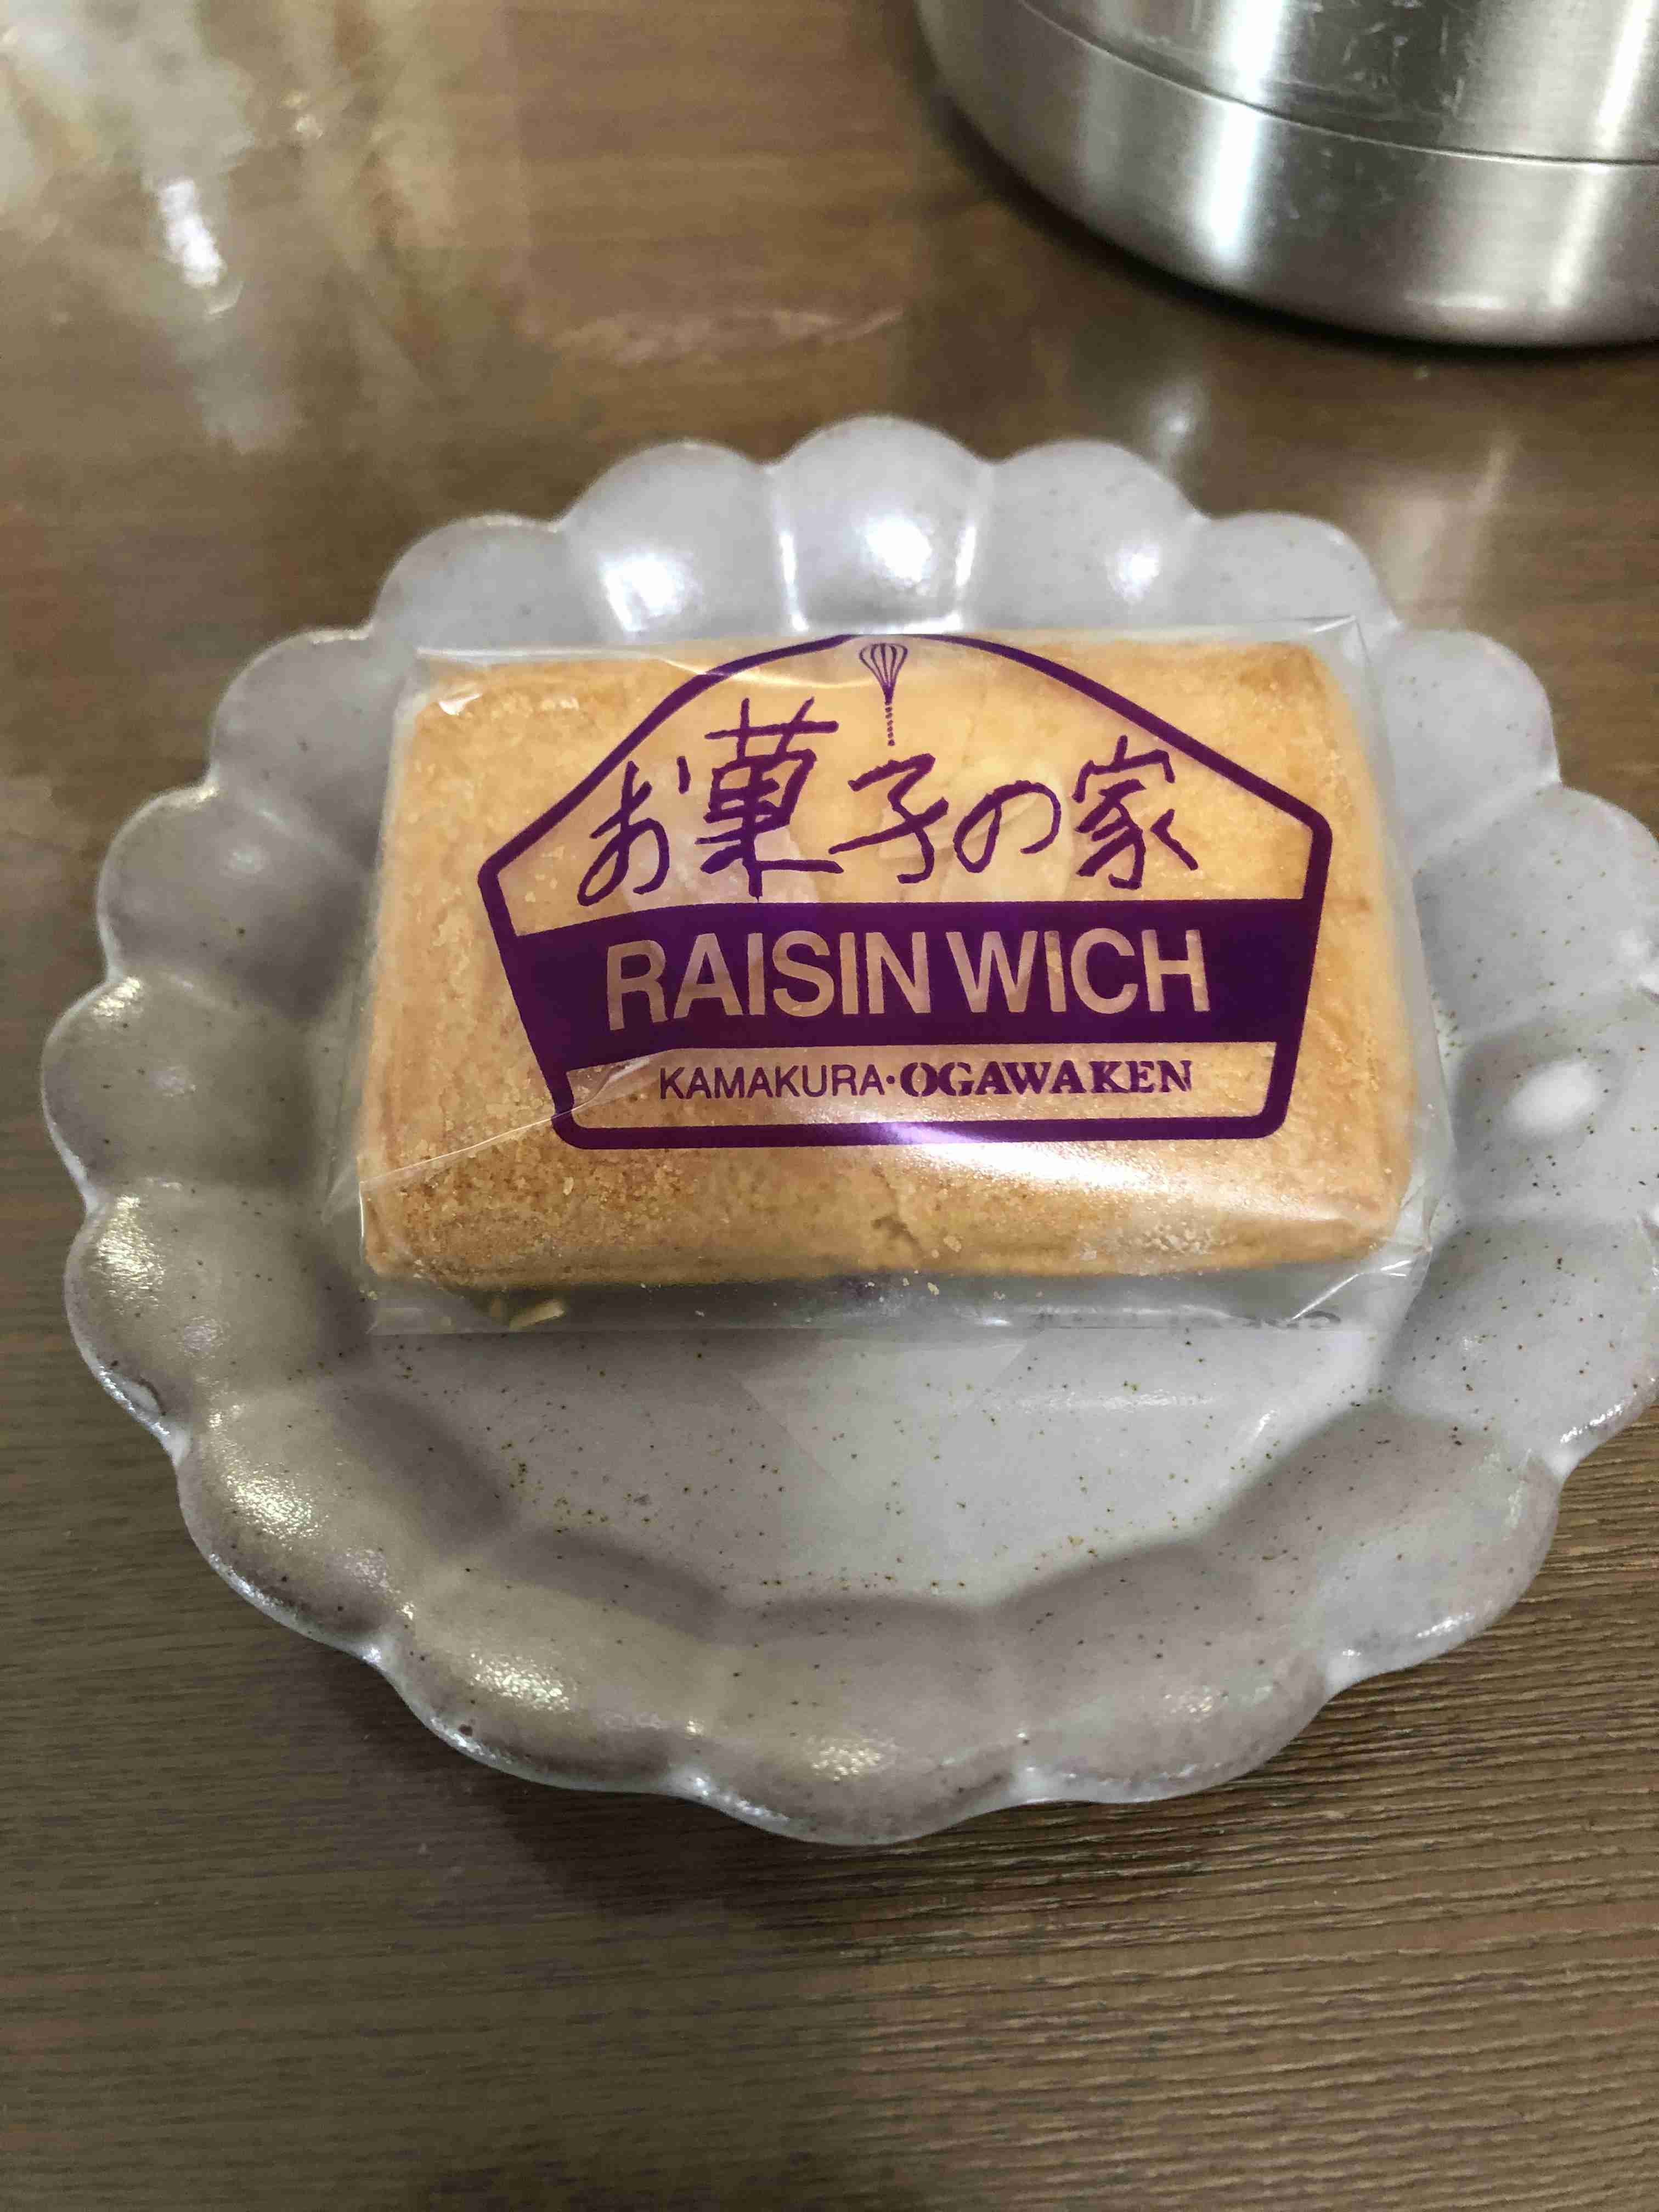 お菓子の家
RAISIN WICH
KAMAKURA·OGAWAKEN